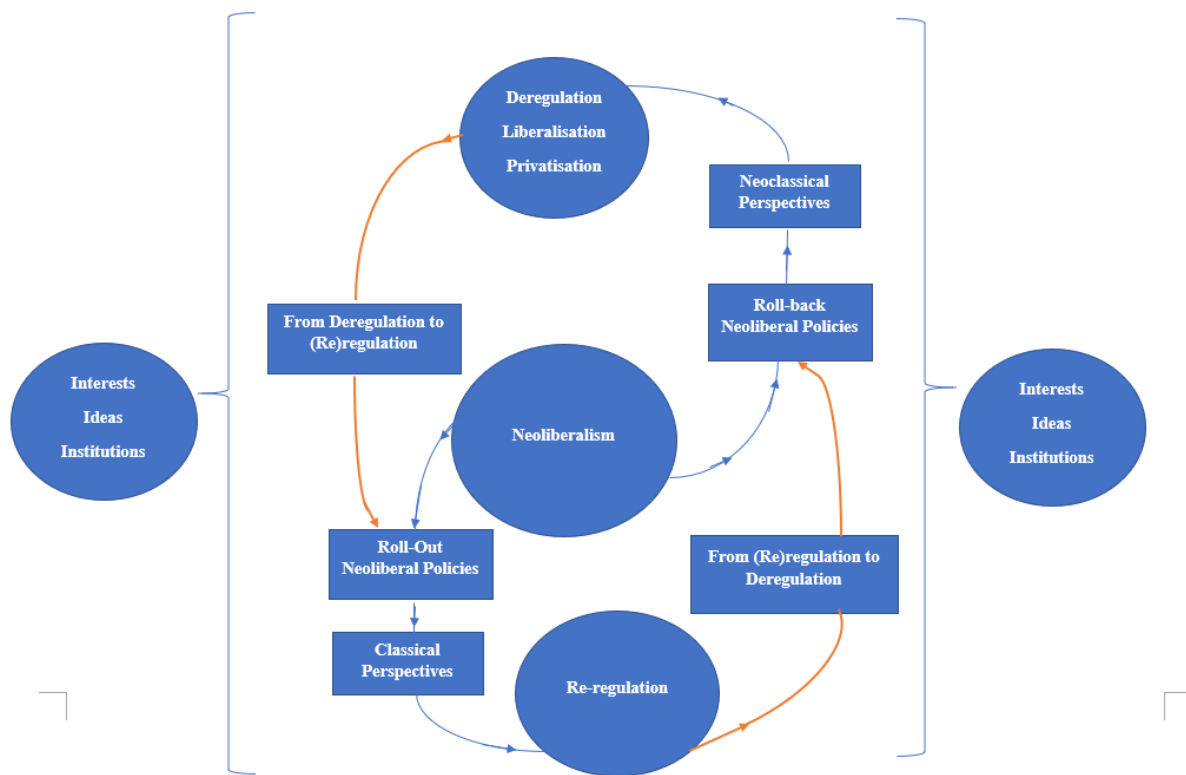 Deregulation
Liberalisation
Privatisation
Neoclassical
Perspectives
Roll-back
Neoliberal Policies
From Deregulation to
(Re)regulation
Interests
Ideas
Institutions
Neoliberalism
Interests
Ideas
Institutions
Roll-Out
Neoliberal Policies
From (Re)regulation to
Deregulation
Classical
Perspectives
Re-regulation